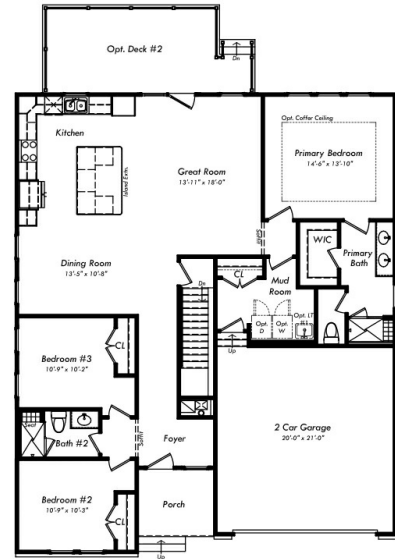 Opt. Deck #2
Dn
Kitchen
Island Extn.
Great Room
13'-11" x 18'-0"
Opt. Coffer Ceiling
Primary Bedroom
14'-6" x 13'-10"
Dining Room
13'-5" x 10'-8"
WIC
Primary
Bath
CL
Mud
Room
Dn
Opt.
D
Opt.
W
Up
Bedroom #3
10'-9" x 10'-2"
CL
Seat
Bath #2
Foyer
2 Car Garage
20'-0" x 21'-0"
Bedroom #2
10'-9" x 10'-3"
CL
Porch
Up